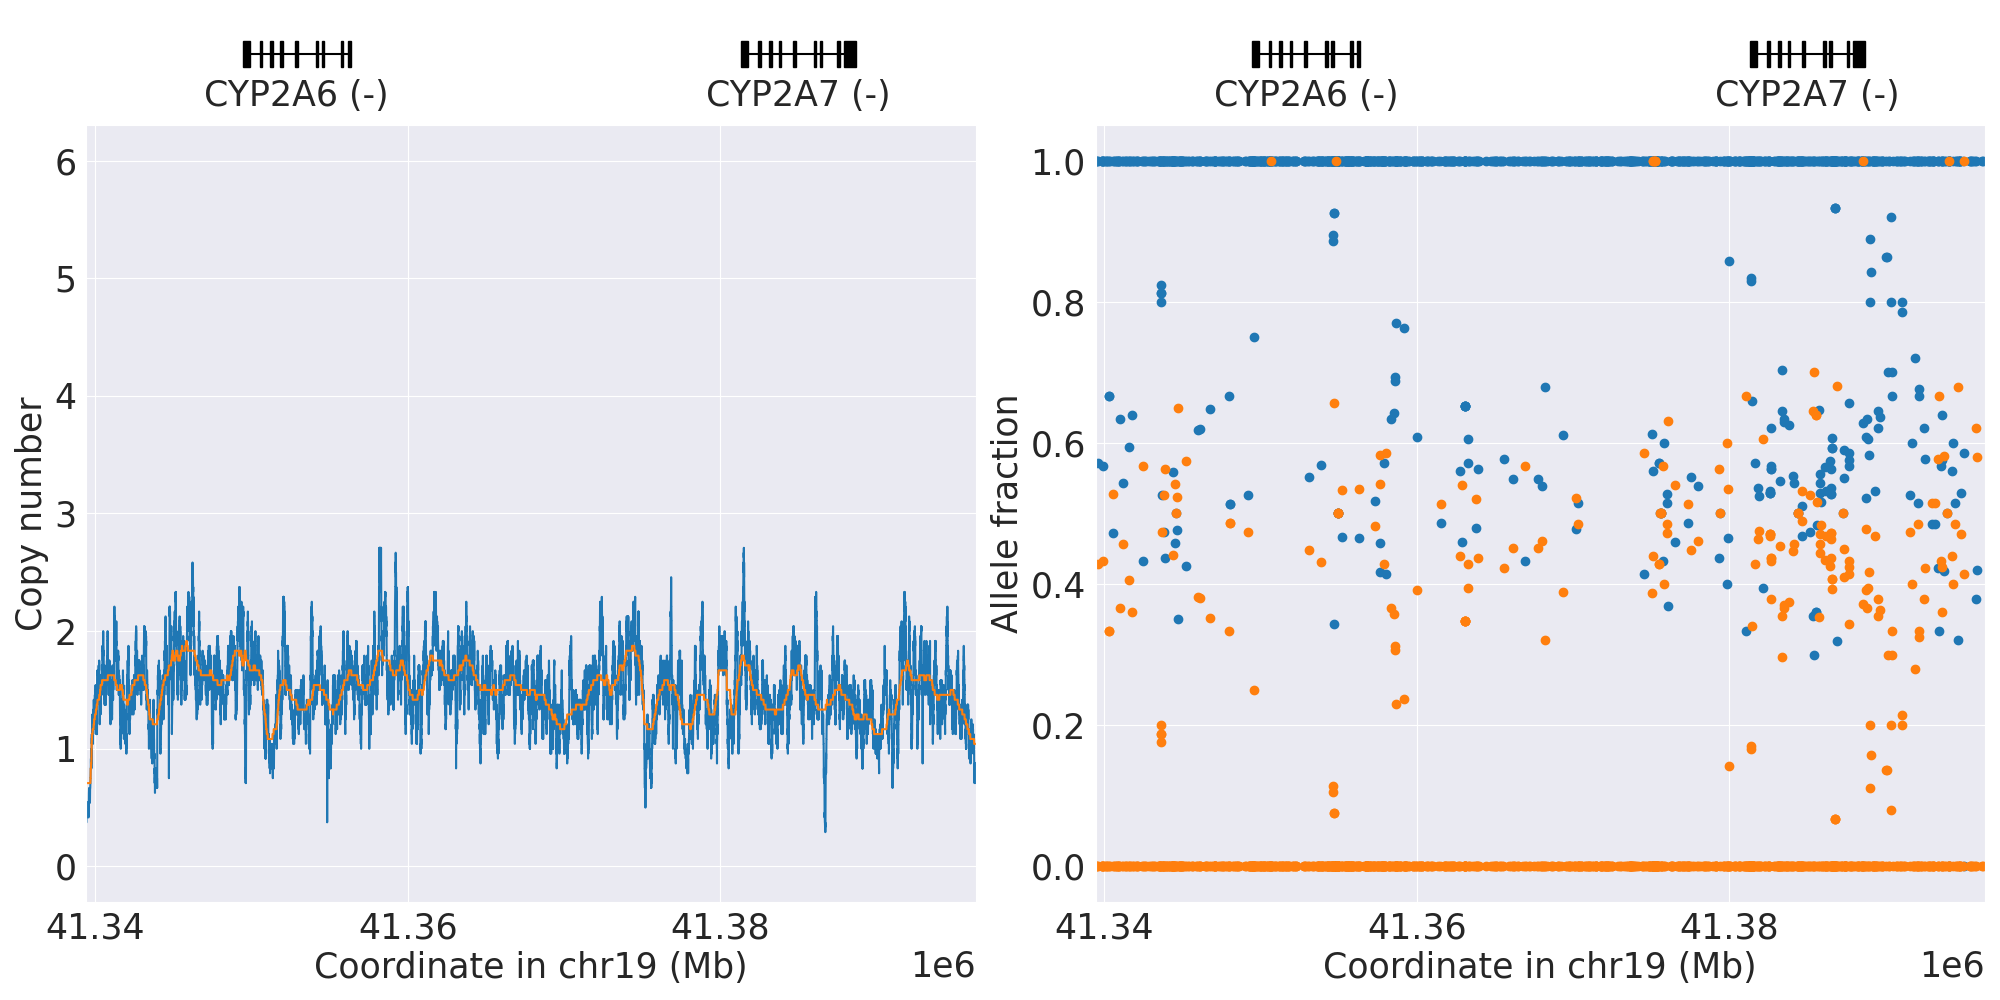 CYP2A6 (-)
CYP2A7 (-)
6
5
4
3
2
1
0
Copy number
41.34
41.36
41.38
Coordinate in chr19 (Mb)
1e6
CYP2A6 (-)
CYP2A7 (-)
1.0
0.8
0.6
0.4
0.2
0.0
Allele fraction
41.34
41.36
41.38
Coordinate in chr19 (Mb)
1e6